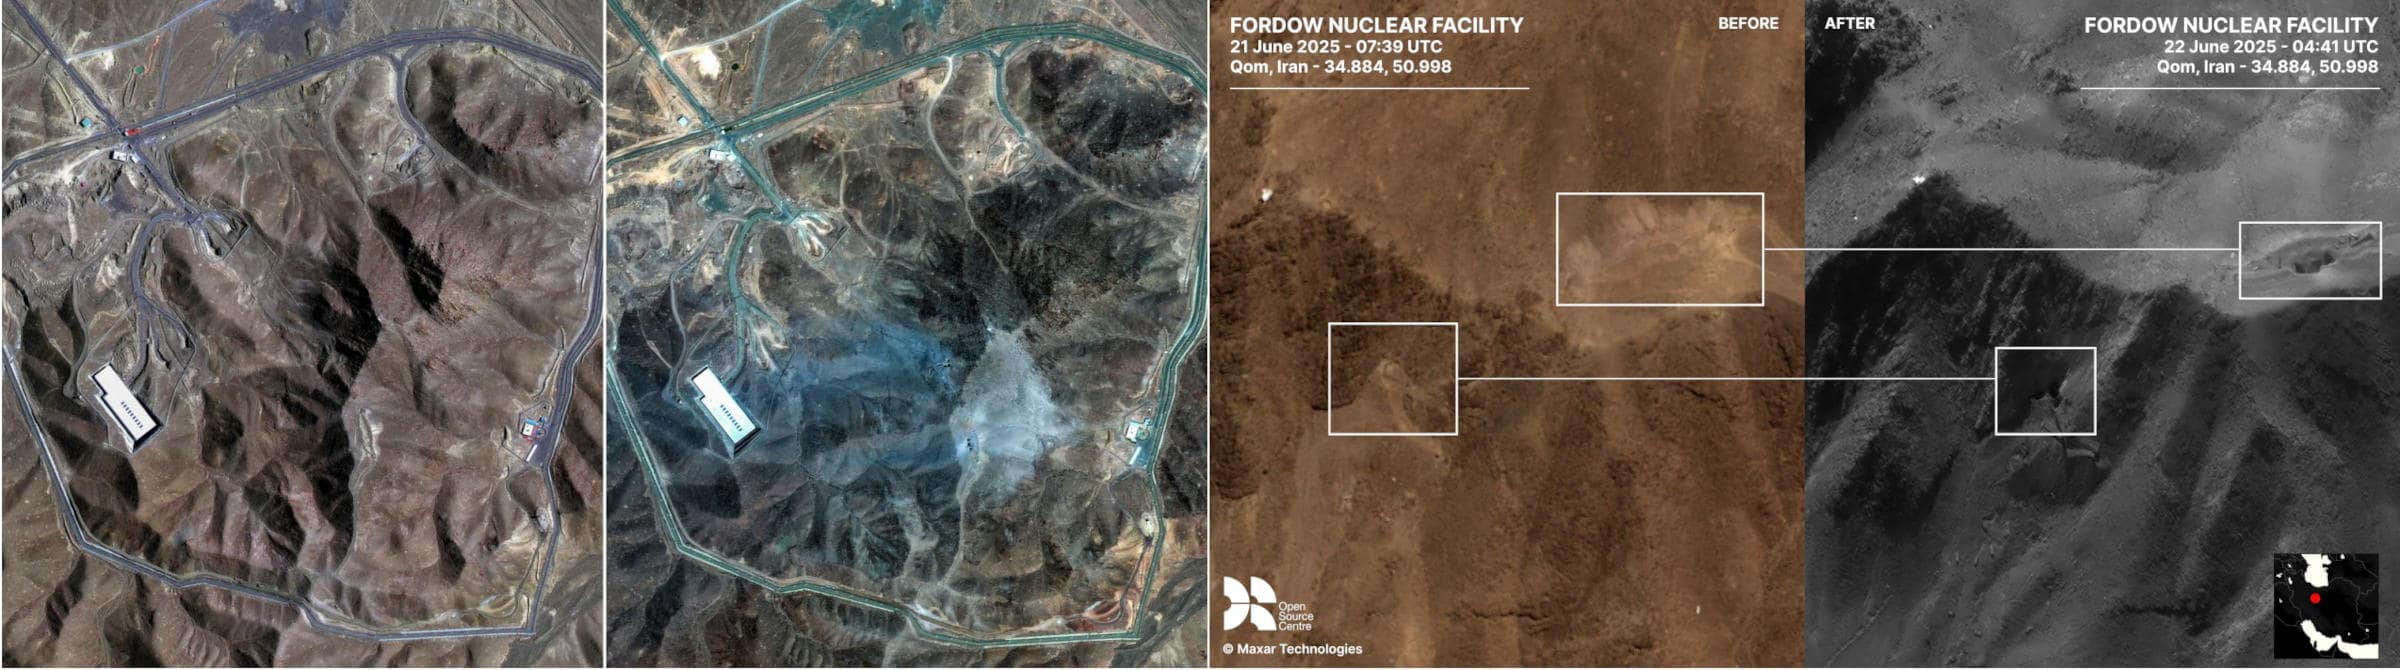 FORDOW NUCLEAR FACILITY
21 June 2025 - 07:39 UTC
Qom, Iran - 34.884, 50.998
BEFORE
AFTER
FORDOW NUCLEAR FACILITY
22 June 2025 - 04:41 UTC
Qom, Iran - 34.884, 50.998
Open
Source
Centre
© Maxar Technologies